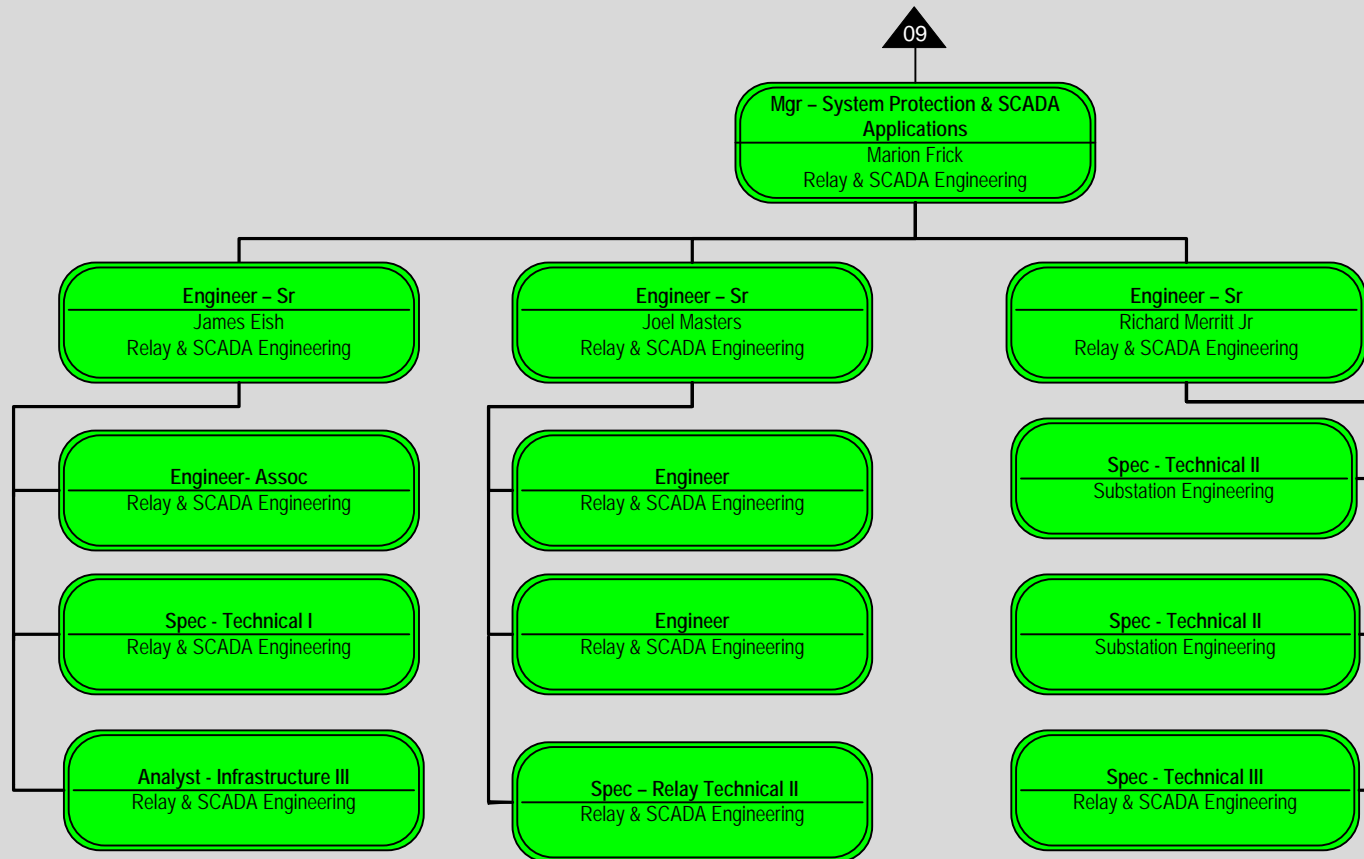 09
Mgr – System Protection & SCADA
Applications
Marion Frick
Relay & SCADA Engineering
Engineer – Sr
James Eish
Relay & SCADA Engineering
Engineer – Sr
Joel Masters
Relay & SCADA Engineering
Engineer – Sr
Richard Merritt Jr
Relay & SCADA Engineering
Engineer- Assoc
Relay & SCADA Engineering
Spec - Technical I
Relay & SCADA Engineering
Analyst - Infrastructure III
Relay & SCADA Engineering
Engineer
Relay & SCADA Engineering
Engineer
Relay & SCADA Engineering
Spec – Relay Technical II
Relay & SCADA Engineering
Spec - Technical II
Substation Engineering
Spec - Technical II
Substation Engineering
Spec - Technical III
Relay & SCADA Engineering